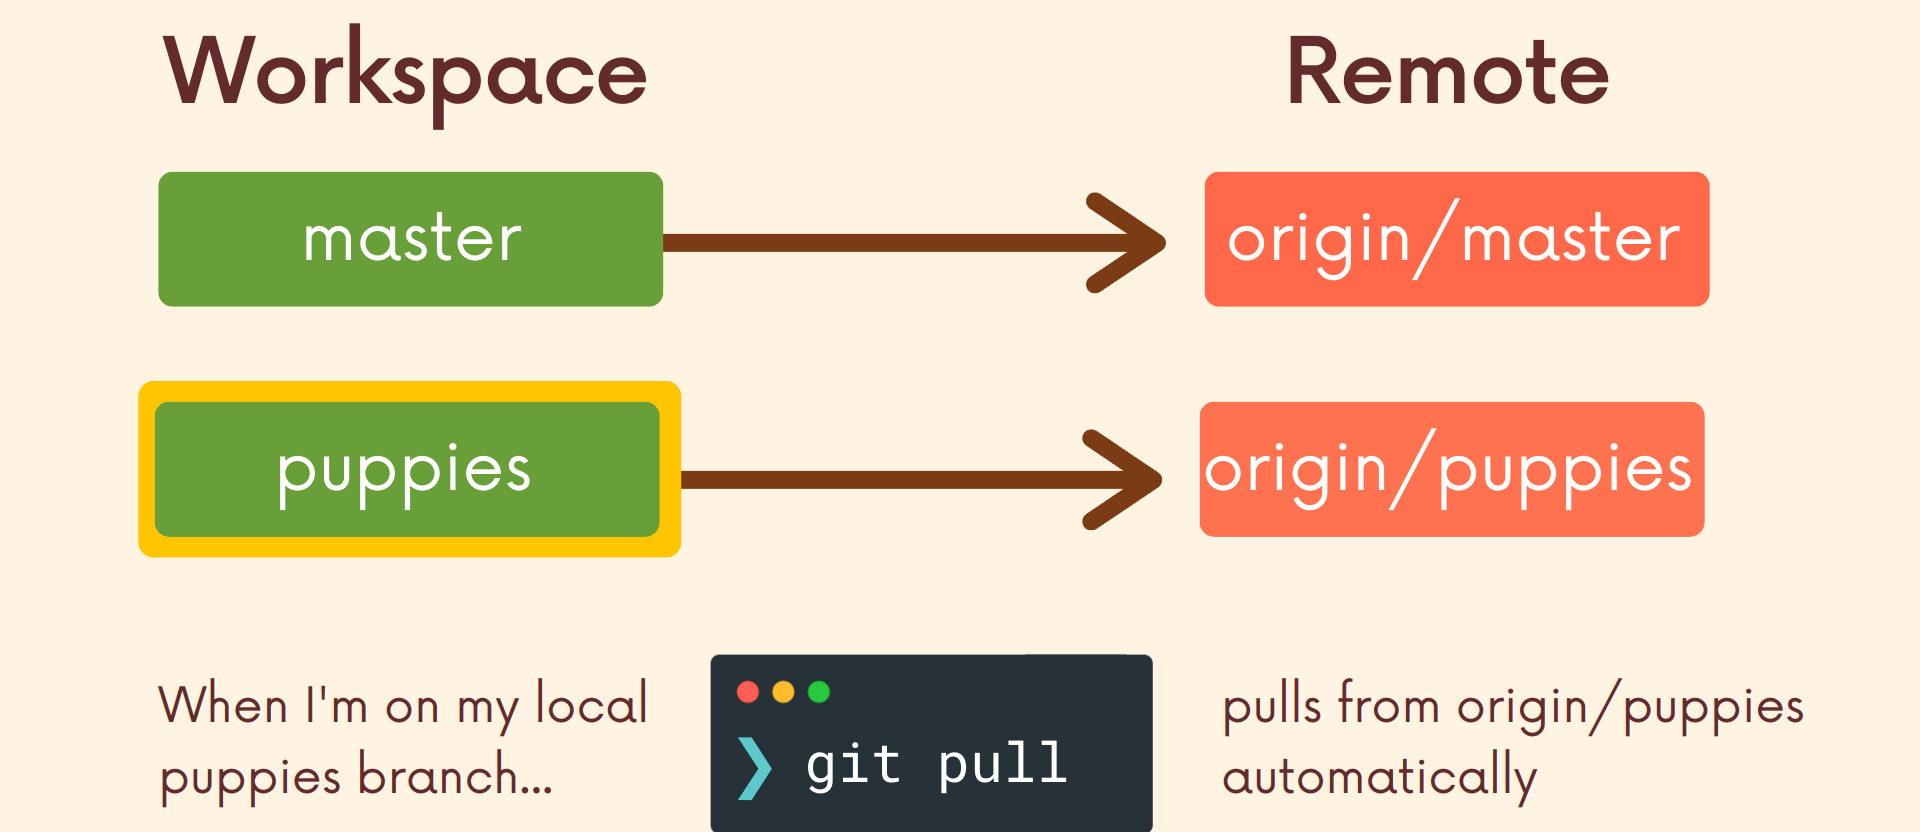 Workspace
Remote
master
origin/master
puppies
origin/puppies
When I'm on my local
puppies branch...
❯ git pull
pulls from origin/puppies
automatically